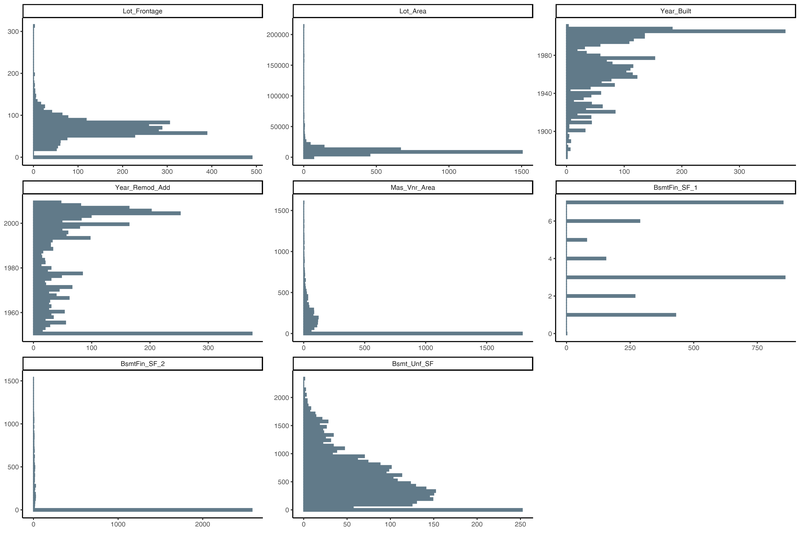 Lot_Frontage
Lot_Area
Year_Built
300
200
100
0
0 100 200 300 400 500
200000
150000
100000
50000
0
0 500 1000 1500
1980
1940
1900
0 100 200 300
Year_Remod_Add
Mas_Vnr_Area
BsmtFin_SF_1
2000
1980
1960
0 100 200 300
1500
1000
500
0
0 500 1000 1500
6
4
2
0
0 250 500 750
BsmtFin_SF_2
Bsmt_Unf_SF
1500
1000
500
0
0 1000 2000
2000
1500
1000
500
0
0 50 100 150 200 250